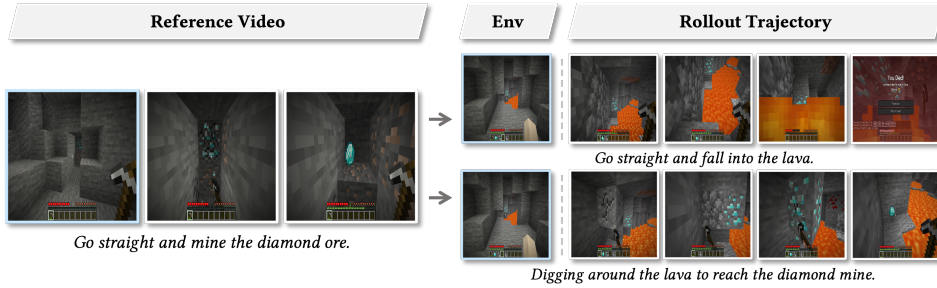 Reference Video
Env
Rollout Trajectory
You Died!
Go straight and fall into the lava.
Go straight and mine the diamond ore.
Digging around the lava to reach the diamond mine.